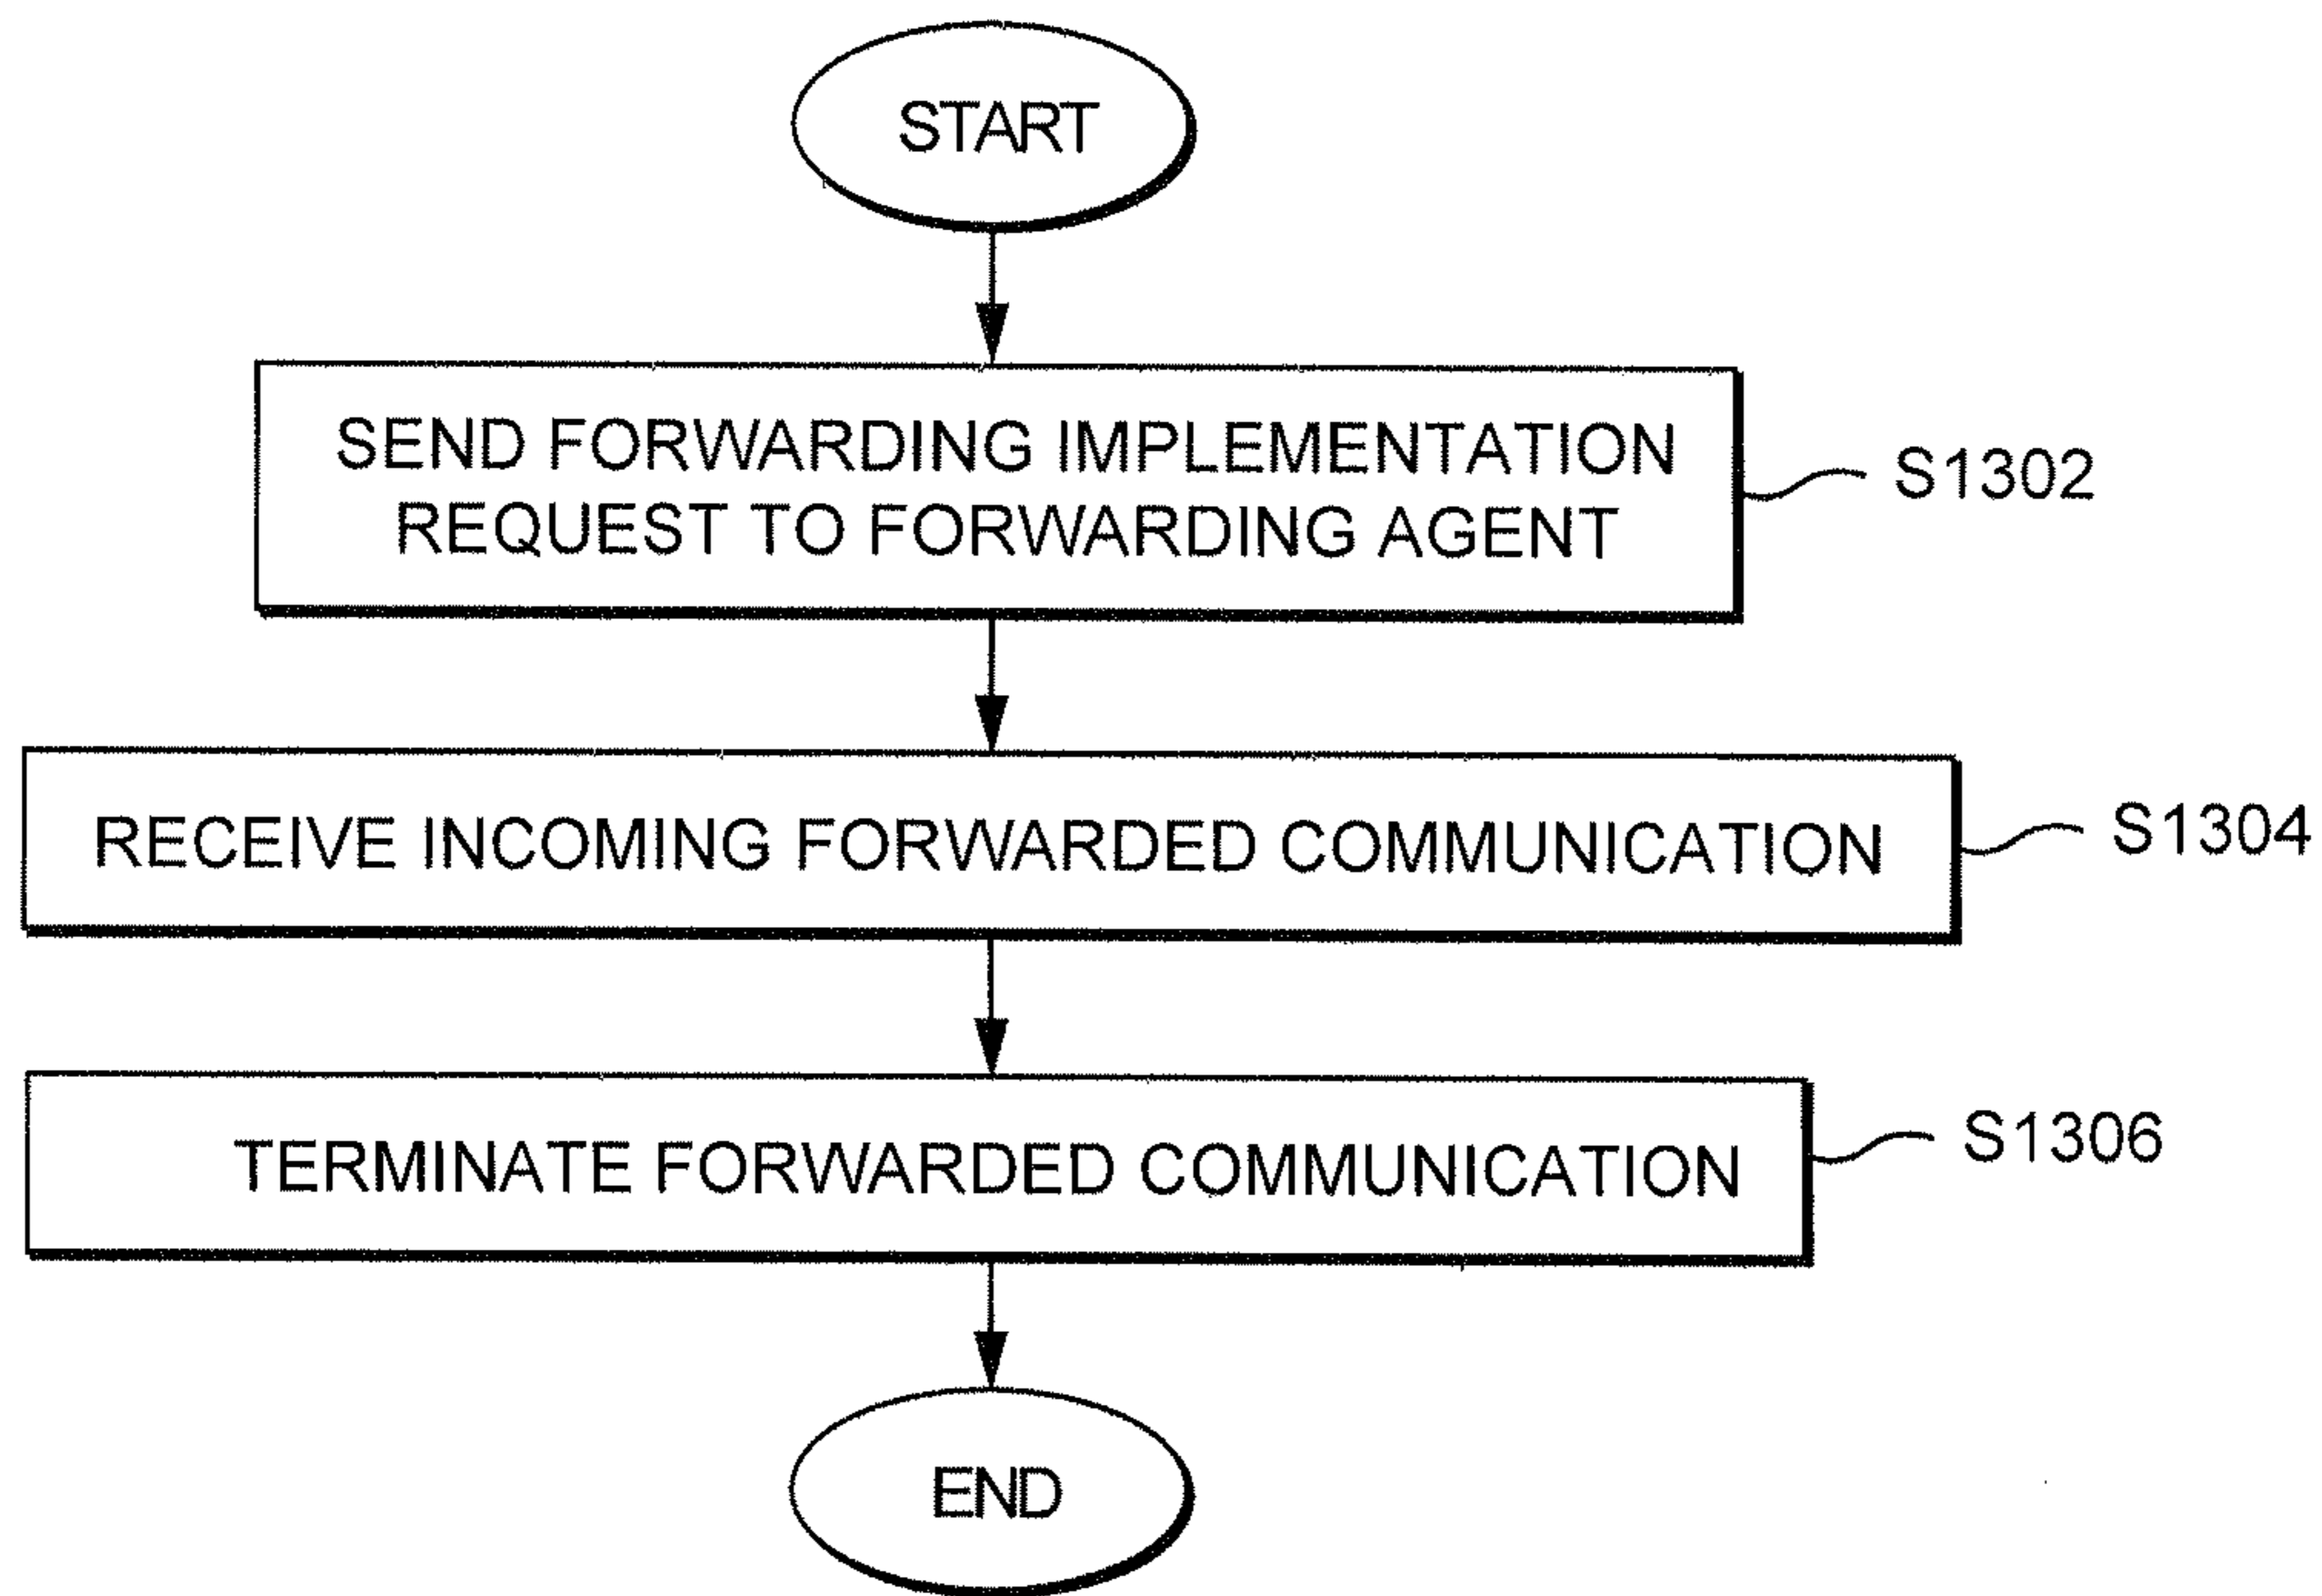 START
SEND FORWARDING IMPLEMENTATION
REQUEST TO FORWARDING AGENT
S1302
RECEIVE INCOMING FORWARDED COMMUNICATION
S1304
TERMINATE FORWARDED COMMUNICATION
S1306
END